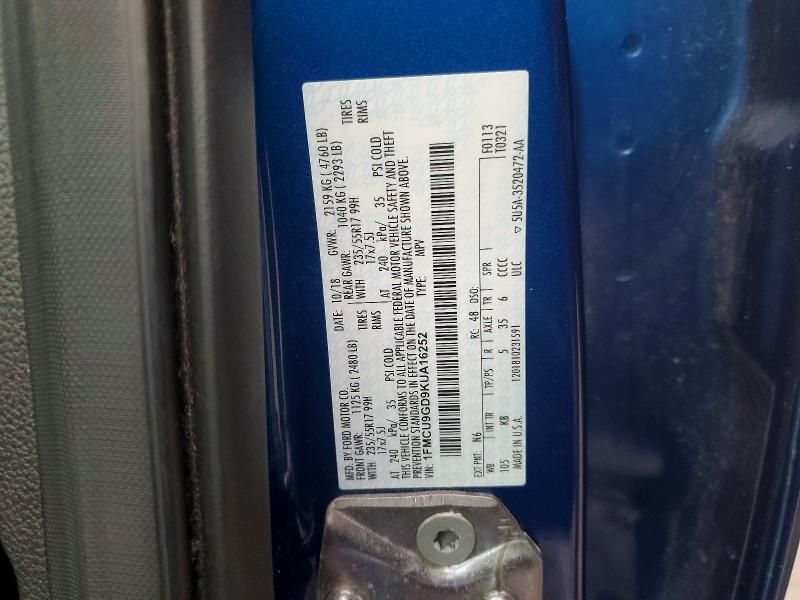 MFD. BY FORD MOTOR CO. DATE: 10/18 GVWR: 2159 KG ( 4760 LB)
FRONT GAWR: 1125 KG ( 2480 LB) REAR GAWR: 1040 KG ( 2293 LB)
WITH 235/55R17 99H TIRES WITH 235/55R17 99H TIRES
17x7.5J RIMS 17x7.5J RIMS
AT 240 kPa/ 35 PSI COLD AT 240 kPa/ 35 PSI COLD
THIS VEHICLE CONFORMS TO ALL APPLICABLE FEDERAL MOTOR VEHICLE SAFETY AND THEFT
PREVENTION STANDARDS IN EFFECT ON THE DATE OF MANUFACTURE SHOWN ABOVE.
VIN: 1FMCU9GD9KUA16252 TYPE: MPV
F0113
T0321
EXT PNT: N6 RC: 48 DSO:
WB INT TR TP/PS R AXLE TR SPR
105 KB 5 35 6 CCCC
MADE IN U.S.A. 1201810231591 ULC ▽ 5U5A-3520472-AA
1241